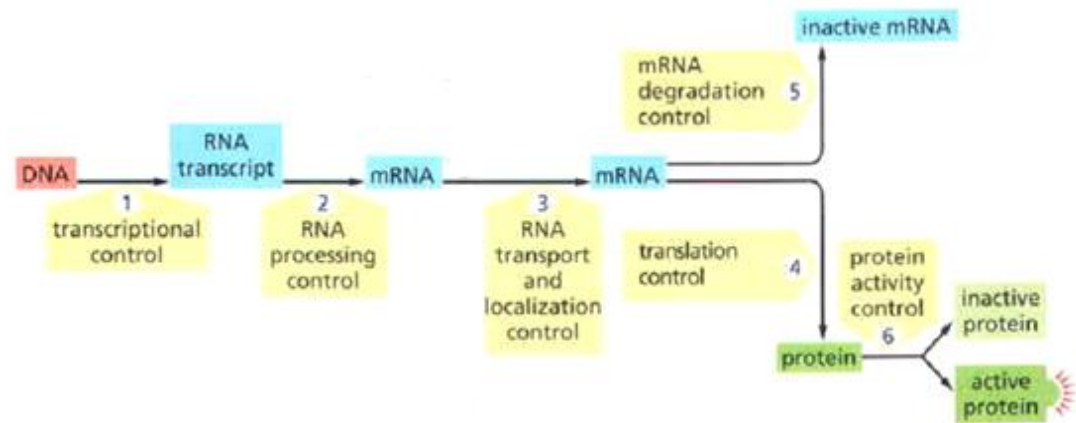 inactive mRNA
mRNA
degradation
control
5
RNA
transcript
DNA
mRNA
mRNA
1
transcriptional
control
2
RNA
processing
control
3
RNA
transport
and
localization
control
translation
control
4
protein
activity
control
6
inactive
protein
protein
active
protein